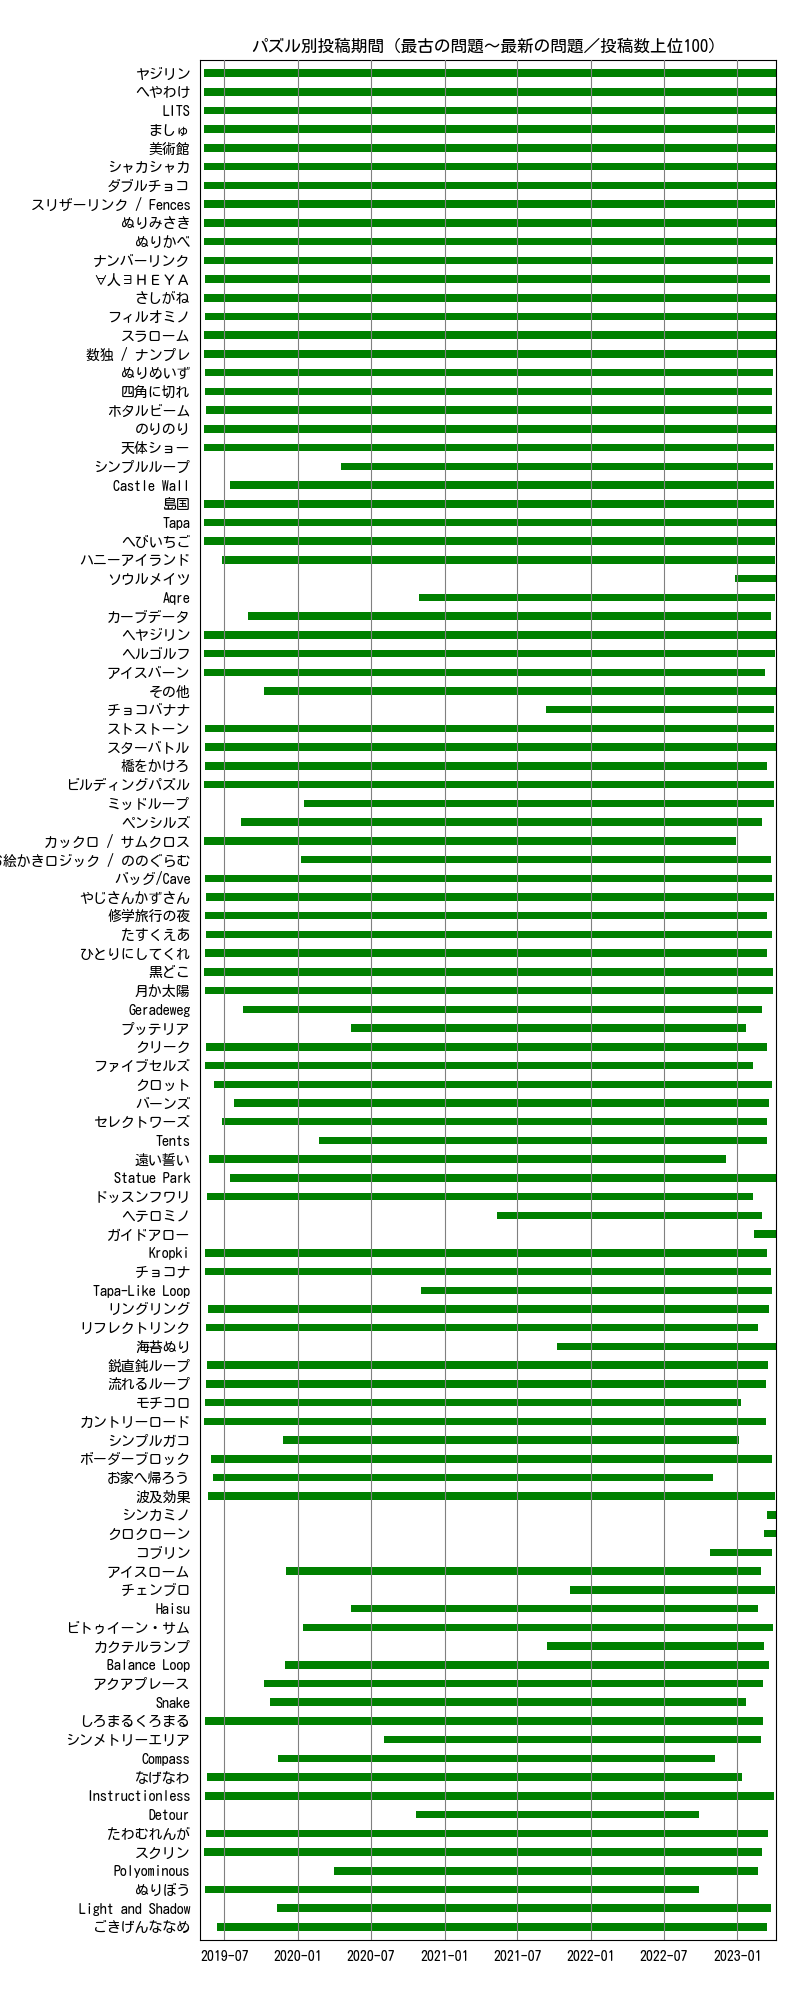 パズル別投稿期間（最古の問題～最新の問題／投稿数上位100）
ヤジリン
へやわけ
LITS
ましゅ
美術館
シャカシャカ
ダブルチョコ
スリザーリンク / Fences
ぬりみさき
ぬりかべ
ナンバーリンク
∀人∃ＨＥＹＡ
さしがね
フィルオミノ
スラローム
数独 / ナンプレ
ぬりめいず
四角に切れ
ホタルビーム
のりのり
天体ショー
シンプルループ
Castle Wall
島国
Tapa
へびいちご
ハニーアイランド
ソウルメイツ
Aqre
カーブデータ
ヘヤジリン
ヘルゴルフ
アイスバーン
その他
チョコバナナ
ストストーン
スターバトル
橋をかけろ
ビルディングパズル
ミッドループ
ペンシルズ
カックロ / サムクロス
絵かきロジック / ののぐらむ
バッグ/Cave
やじさんかずさん
修学旅行の夜
たすくえあ
ひとりにしてくれ
黒どこ
月か太陽
Geradeweg
プッテリア
クリーク
ファイブセルズ
クロット
バーンズ
セレクトワーズ
Tents
遠い誓い
Statue Park
ドッスンフワリ
ヘテロミノ
ガイドアロー
Kropki
チョコナ
Tapa-Like Loop
リングリング
リフレクトリンク
海苔ぬり
鋭直鈍ループ
流れるループ
モチコロ
カントリーロード
シンプルガコ
ボーダーブロック
お家へ帰ろう
波及効果
シンカミノ
クロクローン
コブリン
アイスローム
チェンブロ
Haisu
ビトゥイーン・サム
カクテルランプ
Balance Loop
アクアプレース
Snake
しろまるくろまる
シンメトリーエリア
Compass
なげなわ
Instructionless
Detour
たわむれんが
スクリン
Polyominous
ぬりぼう
Light and Shadow
ごきげんななめ
2019-07 2020-01 2020-07 2021-01 2021-07 2022-01 2022-07 2023-01